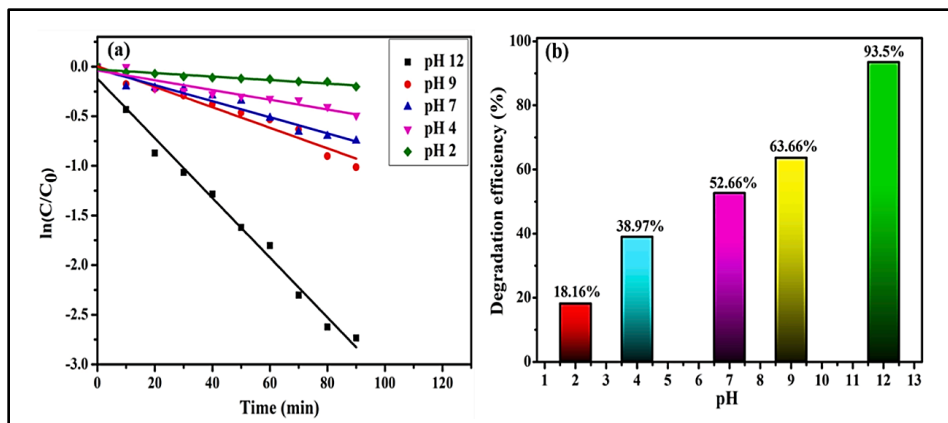 (a)
pH 12
pH 9
pH 7
pH 4
pH 2
0.0
-0.5
-1.0
-1.5
-2.0
-2.5
-3.0
ln(C/C0)
0 20 40 60 80 100 120
Time (min)
(b)
100
80
60
40
20
0
Degradation efficiency (%)
18.16%
38.97%
52.66%
63.66%
93.5%
1 2 3 4 5 6 7 8 9 10 11 12 13
pH